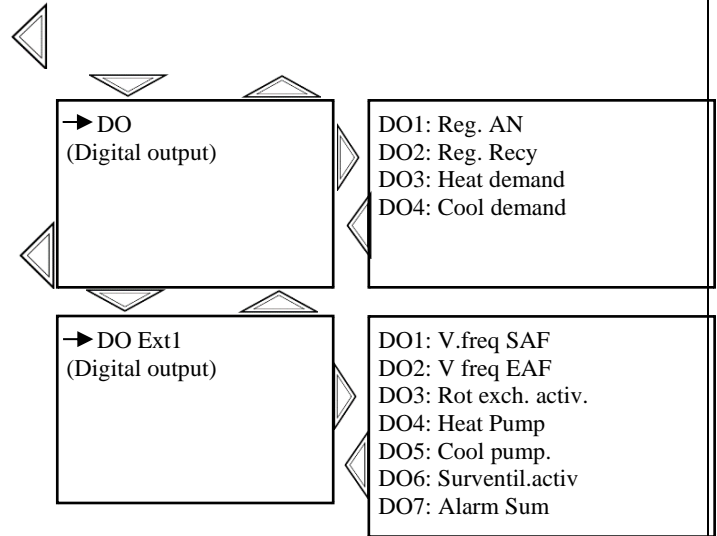 DO
(Digital output)
DO1: Reg. AN
DO2: Reg. Recy
DO3: Heat demand
DO4: Cool demand
DO Ext1
(Digital output)
DO1: V.freq SAF
DO2: V freq EAF
DO3: Rot exch. activ.
DO4: Heat Pump
DO5: Cool pump.
DO6: Surventil.activ
DO7: Alarm Sum